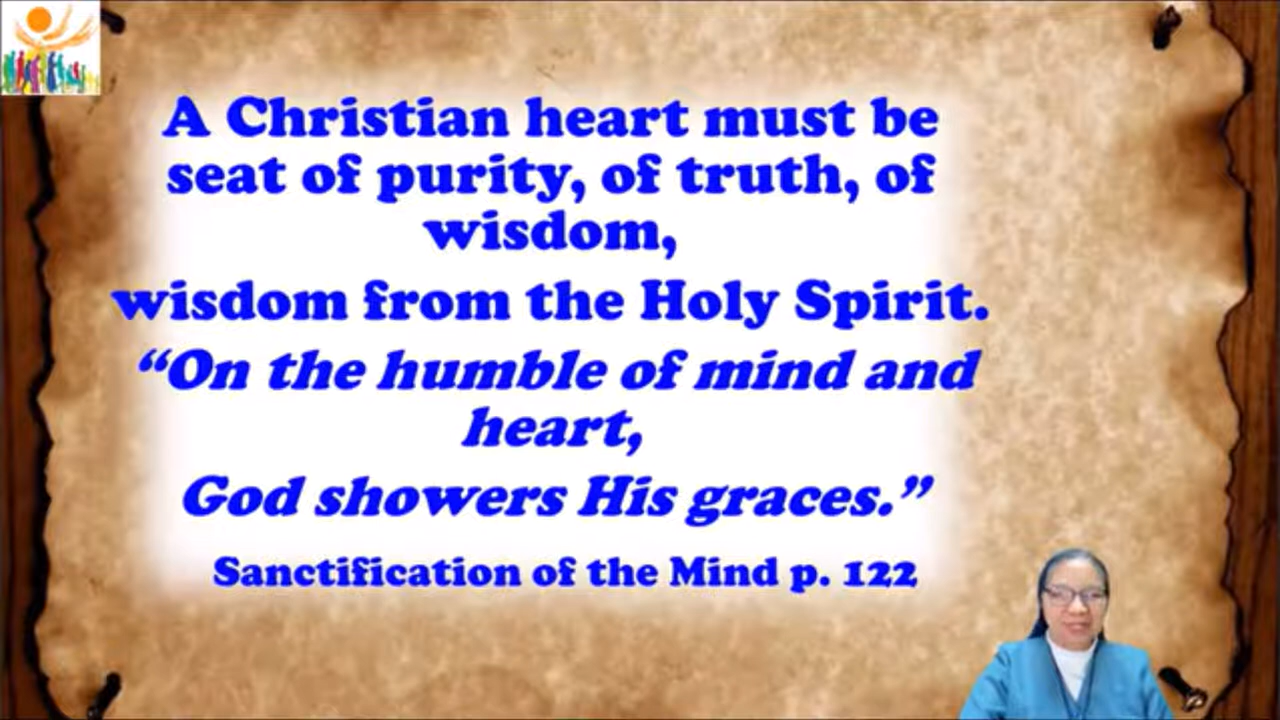 A Christian heart must be
seat of purity, of truth, of
wisdom,
wisdom from the Holy Spirit.
“On the humble of mind and
heart,
God showers His graces.”
Sanctification of the Mind p. 122